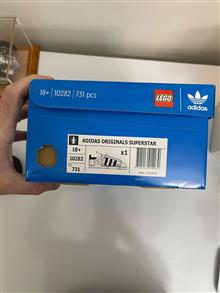 18+ | 10282 | 731 pcs
LEGO
adidas
ADIDAS ORIGINALS SUPERSTAR
18+
10282
731
x1